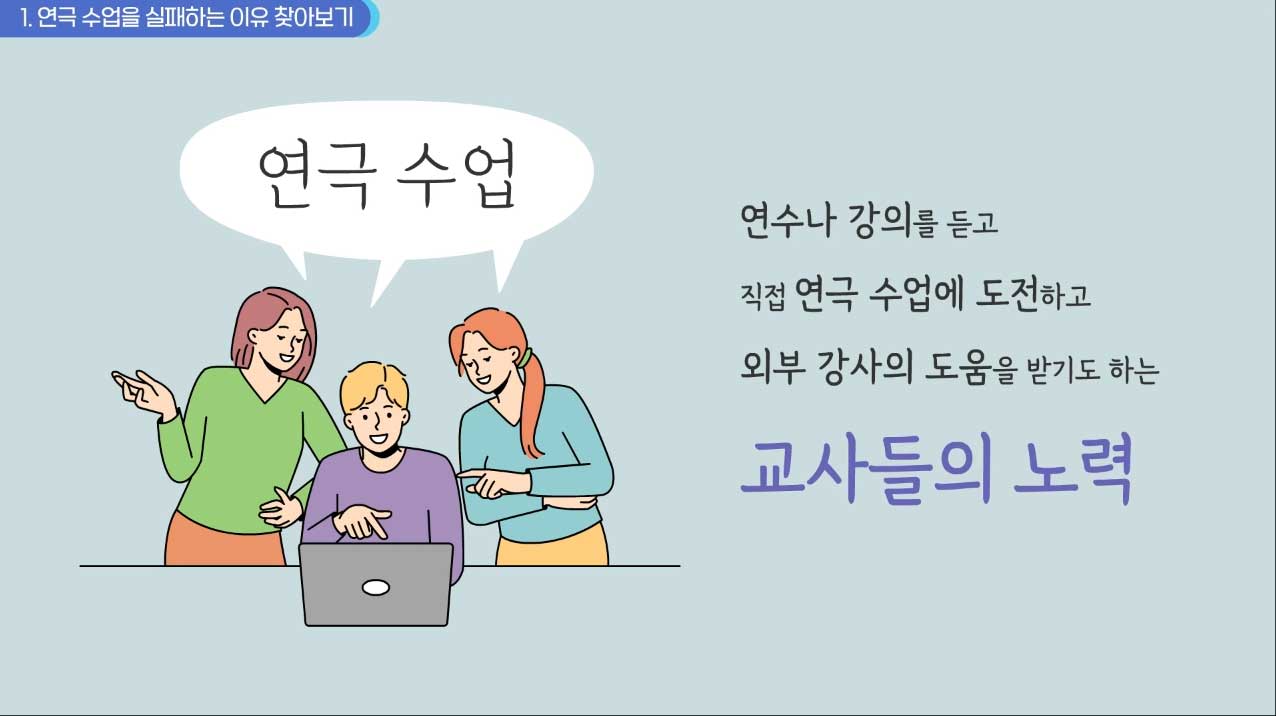 1. 연극 수업을 실패하는 이유 찾아보기
연극 수업
연수나 강의를 듣고
직접 연극 수업에 도전하고
외부 강사의 도움을 받기도 하는
교사들의 노력